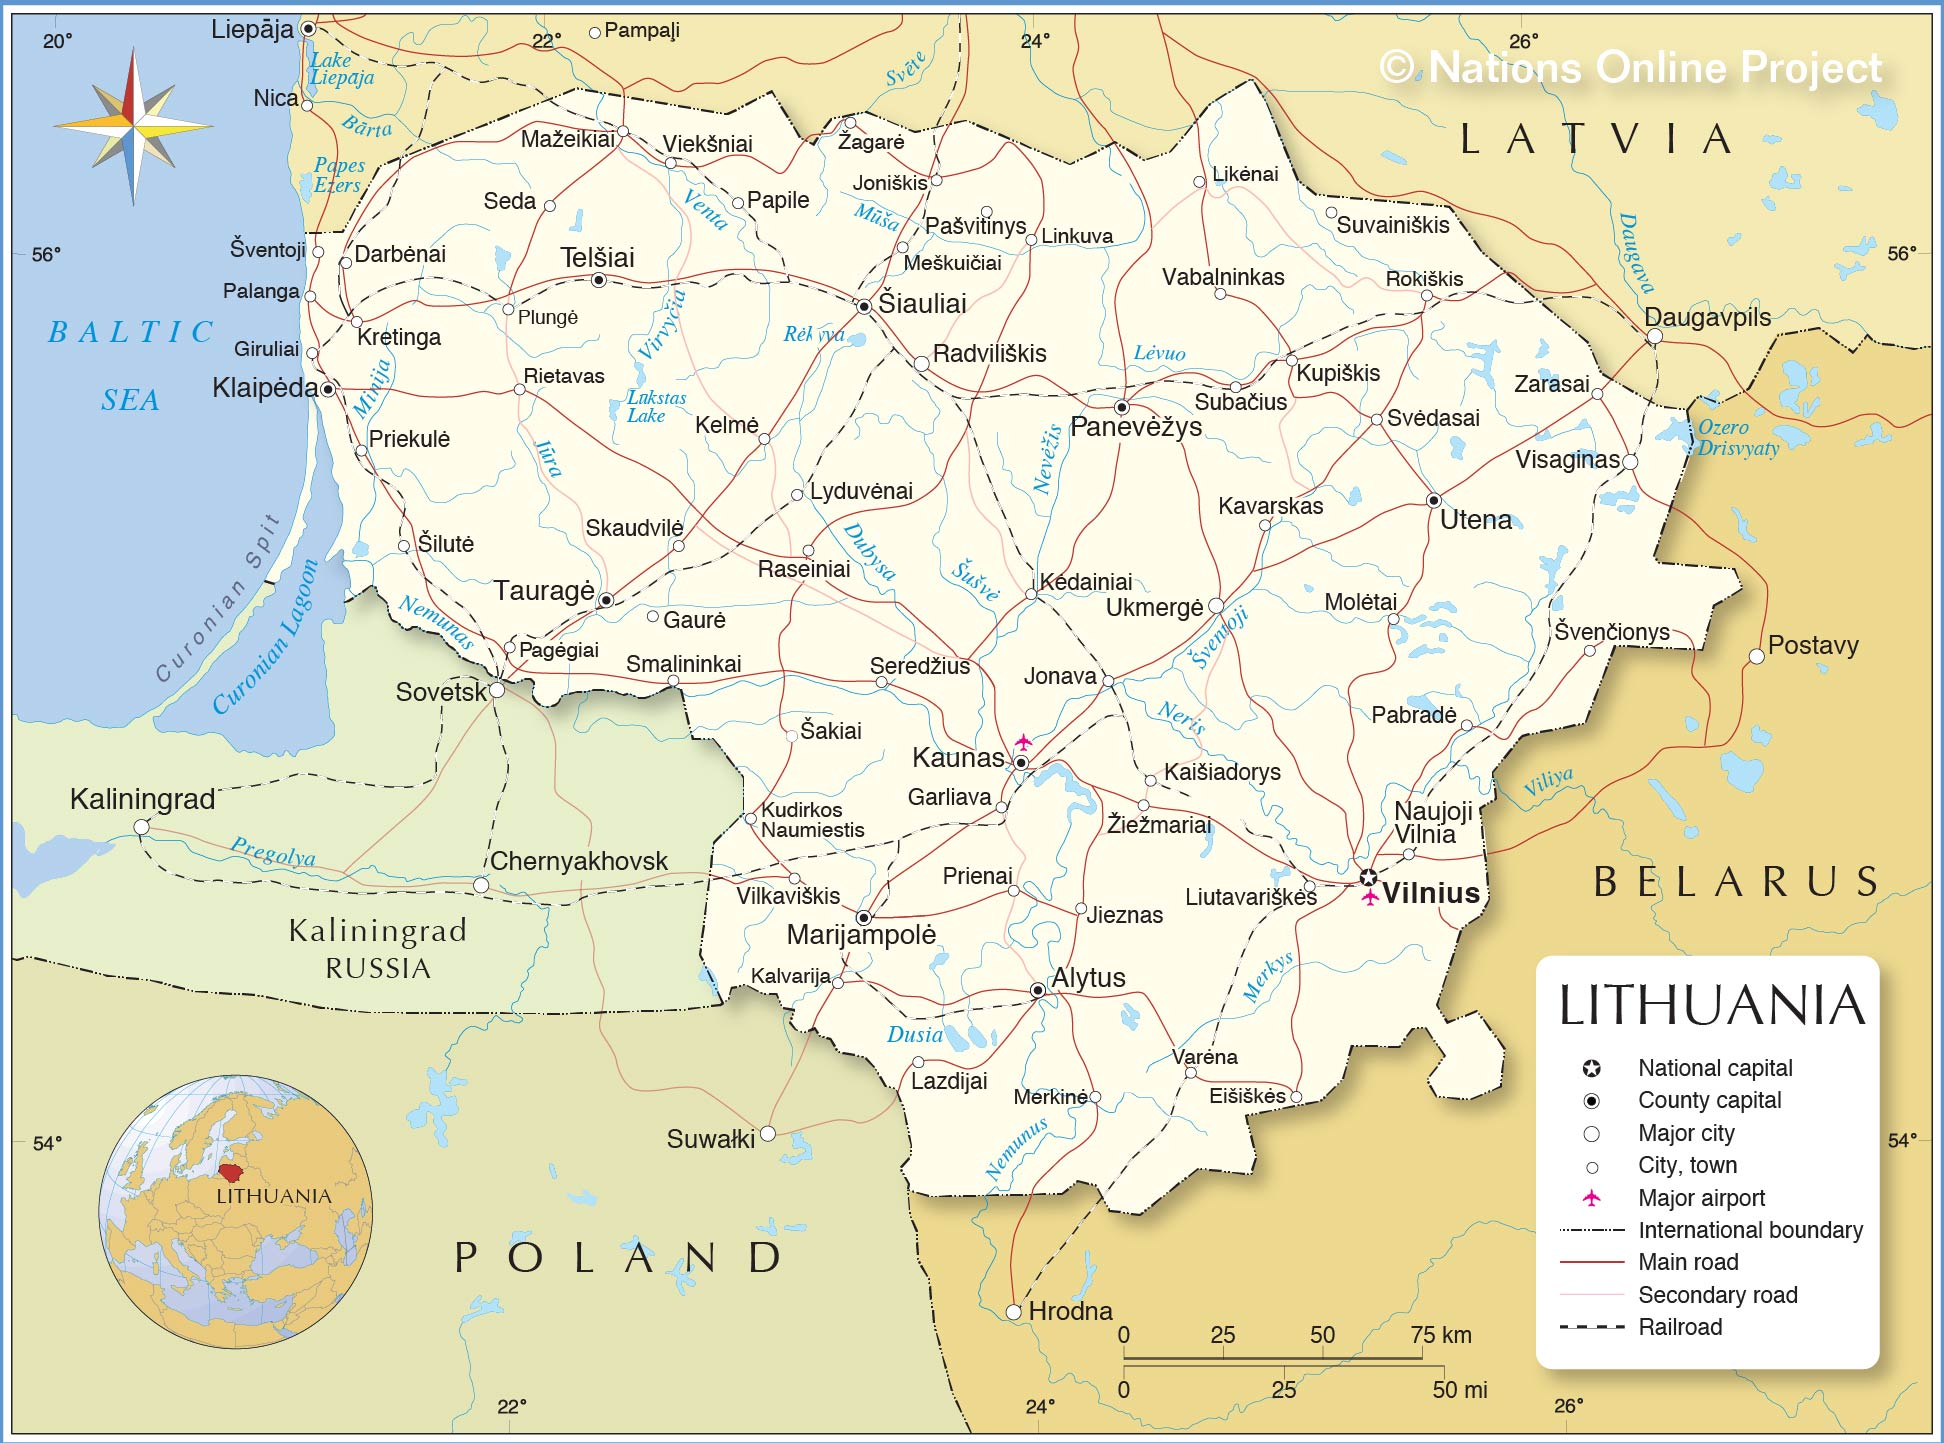 Liepāja
20°
22°
Pampaļi
24°
26°
© Nations Online Project
Lake
Liepaja
Svēte
Nica
Bārta
LATVIA
Mažeikiai
Viekšniai
Žagarė
Papes
Ezers
Joniškis
Likėnai
Seda
Venta
Papile
Mūša
Pašvitinys
Suvainiškis
Linkuva
Daugava
Šventoji
Darbėnai
Telšiai
Meškuičiai
56°
56°
Vabalninkas
Rokiškis
Palanga
Plungė
Šiauliai
Daugavpils
BALTIC
SEA
Kretinga
Virvyčia
Rėkyva
Giruliai
Radviliškis
Lėvuo
Kupiškis
Klaipėda
Minija
Rietavas
Zarasai
Lūkstas
Lake
Subačius
Panevėžys
Svėdasai
Kelmė
Ozero
Drisvyaty
Priekulė
Jūra
Nevėžis
Visaginas
Lyduvėnai
Kavarskas
Utena
Curonian Spit
Skaudvilė
Šilutė
Dubysa
Raseiniai
Šušvė
Kėdainiai
Tauragė
Nemunas
Ukmergė
Molėtai
Gaurė
Curonian Lagoon
Šventoji
Švenčionys
Pagėgiai
Postavy
Smalininkai
Seredžius
Jonava
Sovetsk
Neris
Pabradė
Šakiai
Kaunas
Kaišiadorys
Viliya
Kaliningrad
Garliava
Kudirkos
Naumiestis
Žiežmariai
Naujoji
Vilnia
Pregolya
Chernyakhovsk
Prienai
Vilkaviškis
Liutavariškės
Vilnius
BELARUS
Jieznas
Kaliningrad
RUSSIA
Marijampolė
Kalvarija
Alytus
Merkys
Dusia
Varėna
Lazdijai
Merkinė
Eišiškės
Nemunus
Suwałki
54°
54°
LITHUANIA
POLAND
Hrodna
LITHUANIA
National capital
County capital
Major city
City, town
Major airport
International boundary
Main road
Secondary road
Railroad
0 25 50 75 km
0 25 50 mi
22°
24°
26°